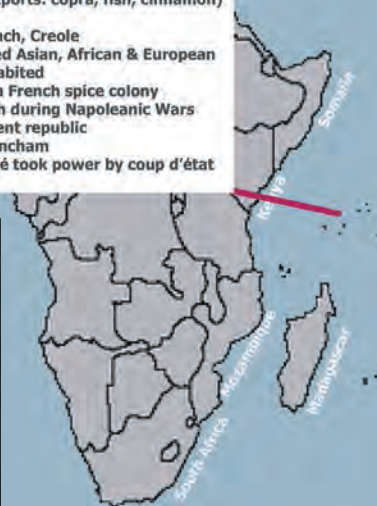 ports: copra, fish, cinnamon)
nch, Creole
ed Asian, African & European
abited
a French spice colony
h during Napoleanic Wars
ent republic
ncham
é took power by coup d'état
Somalia
Kenya
Mozambique
Madagascar
South Africa